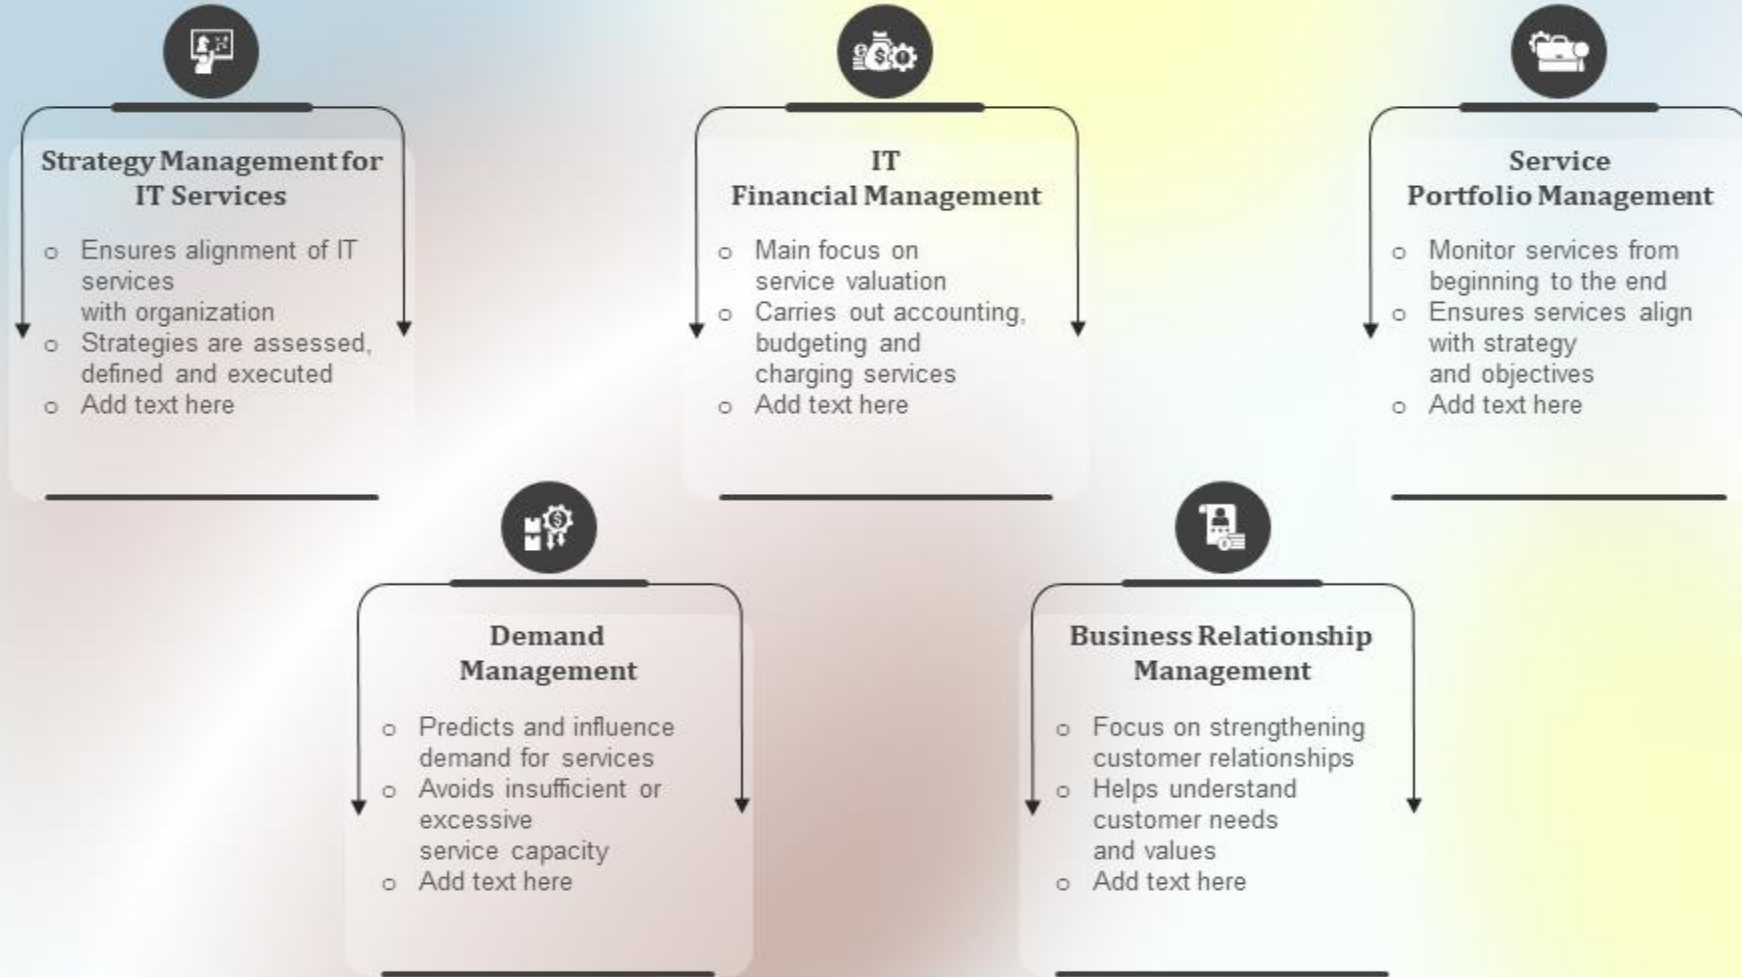 Strategy Management for
IT Services
o Ensures alignment of IT
services
with organization
o Strategies are assessed,
defined and executed
o Add text here
IT
Financial Management
o Main focus on
service valuation
o Carries out accounting,
budgeting and
charging services
o Add text here
Service
Portfolio Management
o Monitor services from
beginning to the end
o Ensures services align
with strategy
and objectives
o Add text here
Demand
Management
o Predicts and influence
demand for services
o Avoids insufficient or
excessive
service capacity
o Add text here
Business Relationship
Management
o Focus on strengthening
customer relationships
o Helps understand
customer needs
and values
o Add text here